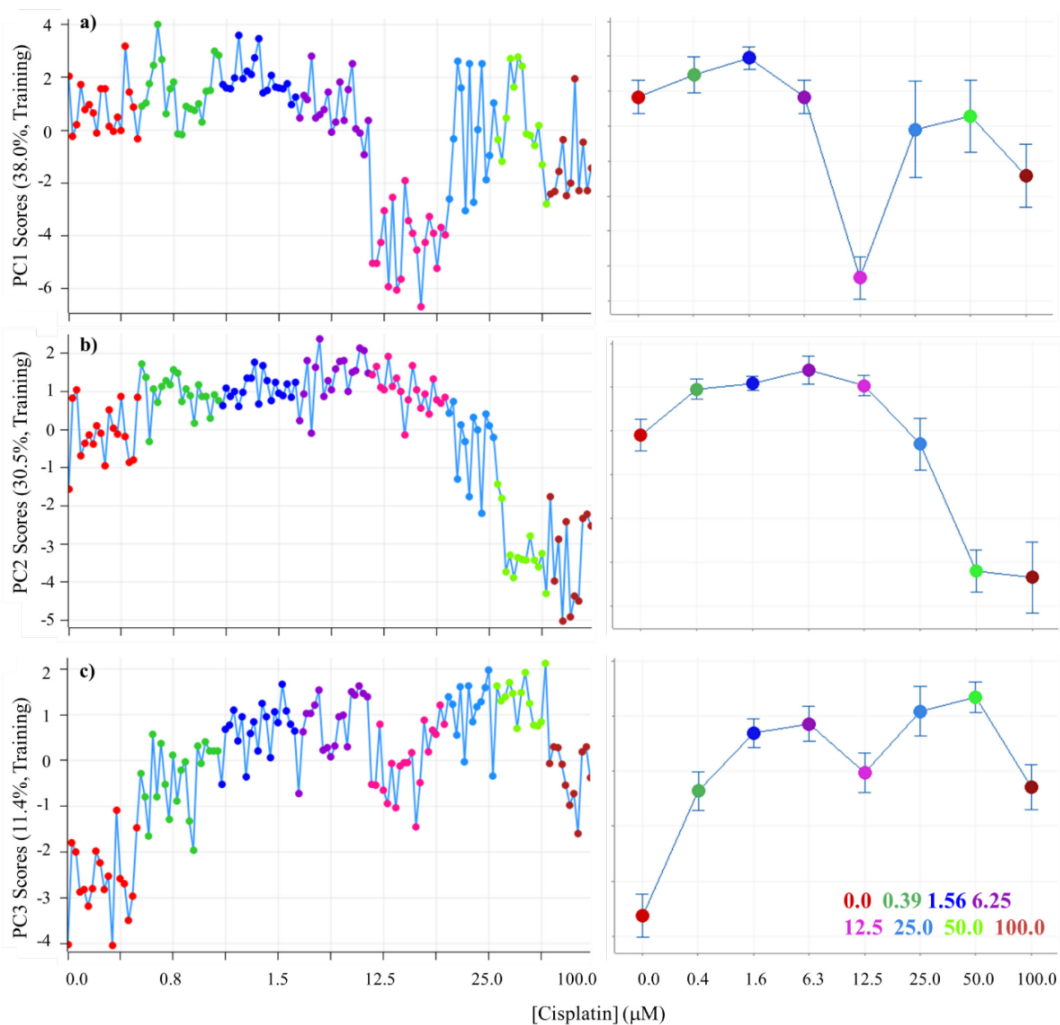 a)
PC1 Scores (38.0%, Training)
4
2
0
-2
-4
-6
b)
PC2 Scores (30.5%, Training)
2
1
0
-1
-2
-3
-4
-5
c)
PC3 Scores (11.4%, Training)
2
1
0
-1
-2
-3
-4
0.0 0.39 1.56 6.25
12.5 25.0 50.0 100.0
0.0 0.8 1.5 12.5 25.0 100.0
0.0 0.4 1.6 6.3 12.5 25.0 50.0 100.0
[Cisplatin] (μM)